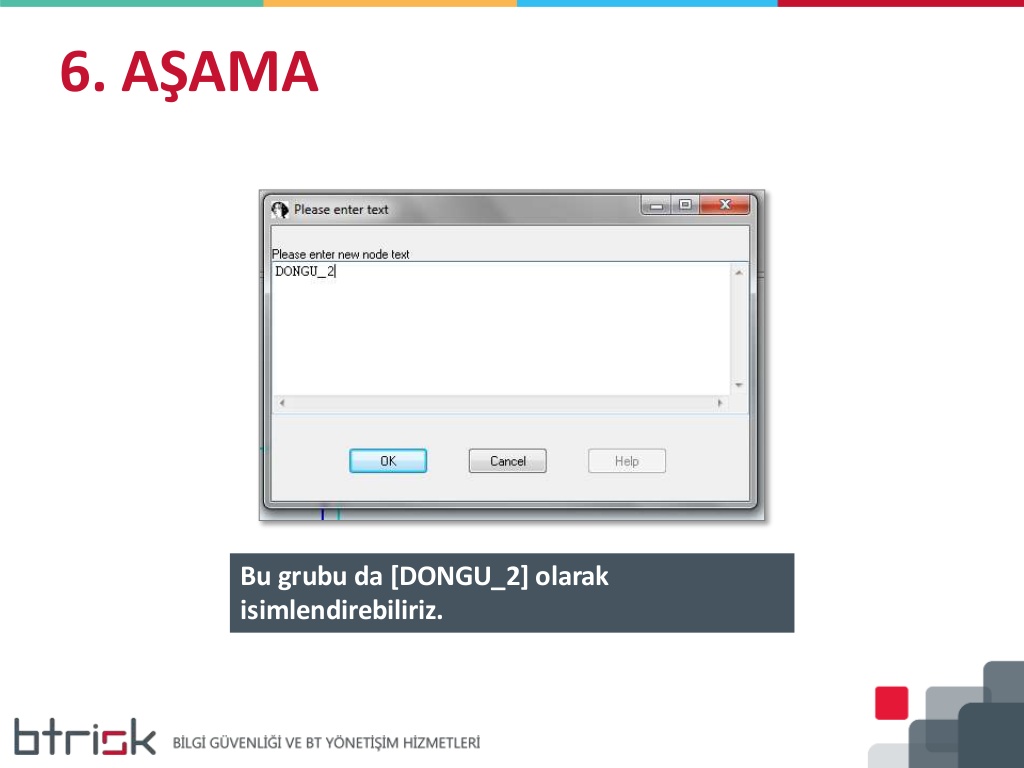 6. AŞAMA
Please enter text
Please enter new node text
DONGU_2
OK Cancel Help
Bu grubu da [DONGU_2] olarak
isimlendirebiliriz.
btrisk BİLGİ GÜVENLİĞİ VE BT YÖNETİŞİM HİZMETLERİ